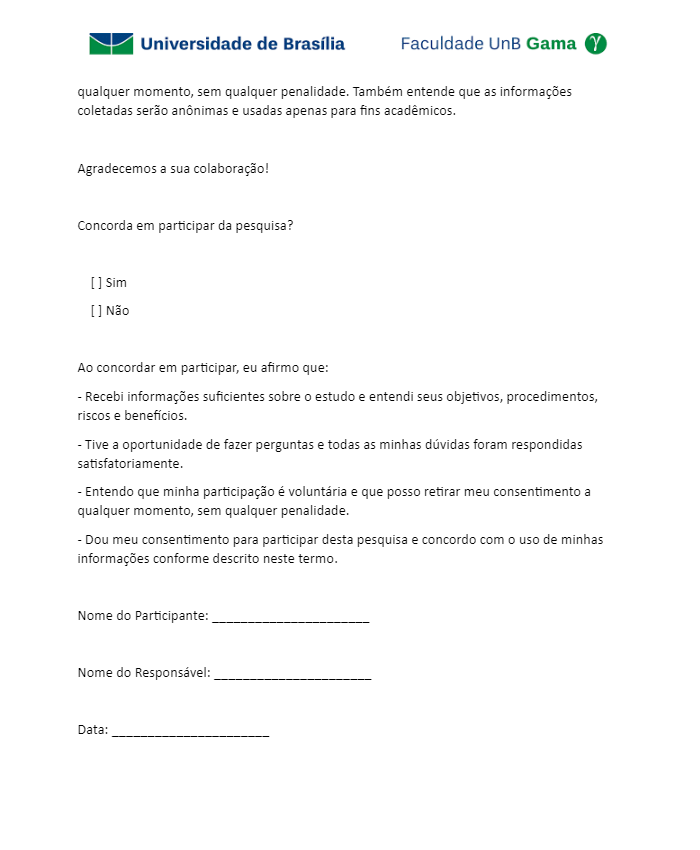 Universidade de Brasília Faculdade UnB Gama γ
qualquer momento, sem qualquer penalidade. Também entende que as informações
coletadas serão anônimas e usadas apenas para fins acadêmicos.
Agradecemos a sua colaboração!
Concorda em participar da pesquisa?
[ ] Sim
[ ] Não
Ao concordar em participar, eu afirmo que:
- Recebi informações suficientes sobre o estudo e entendi seus objetivos, procedimentos,
riscos e benefícios.
- Tive a oportunidade de fazer perguntas e todas as minhas dúvidas foram respondidas
satisfatoriamente.
- Entendo que minha participação é voluntária e que posso retirar meu consentimento a
qualquer momento, sem qualquer penalidade.
- Dou meu consentimento para participar desta pesquisa e concordo com o uso de minhas
informações conforme descrito neste termo.
Nome do Participante: _______________________
Nome do Responsável: _______________________
Data: _______________________